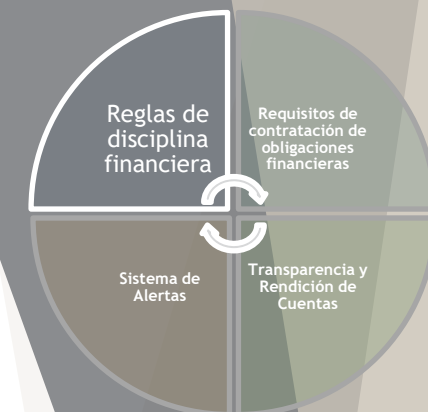 Reglas de
disciplina
financiera
Requisitos de
contratación de
obligaciones
financieras
Sistema de
Alertas
Transparencia y
Rendición de
Cuentas